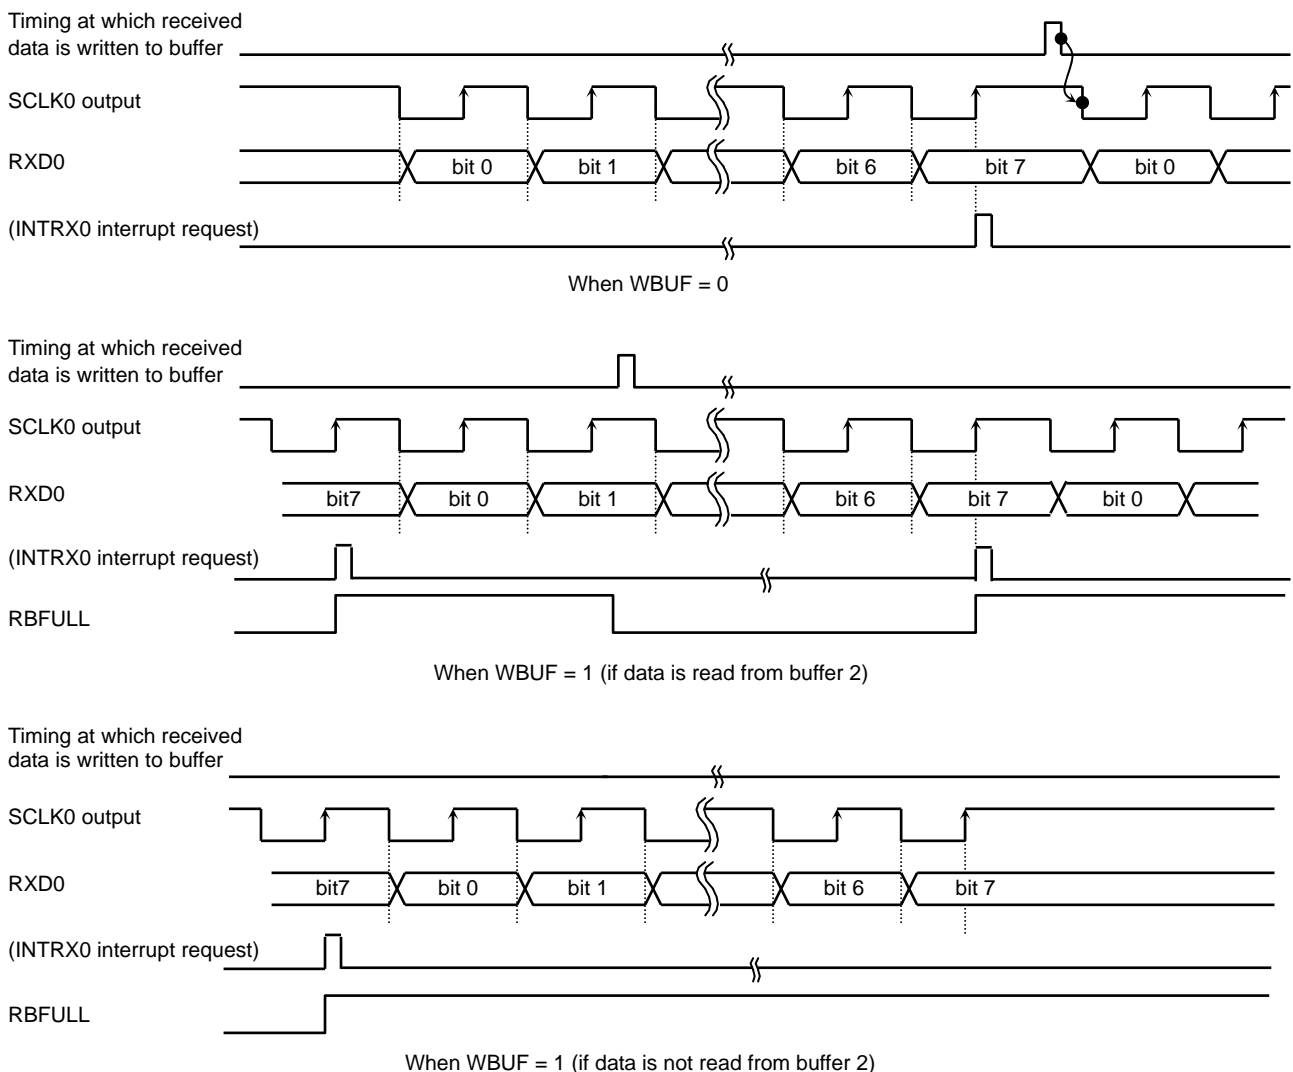 Timing at which received
data is written to buffer
SCLK0 output
RXD0
bit 0
bit 1
bit 6
bit 7
bit 0
(INTRX0 interrupt request)
When WBUF = 0
Timing at which received
data is written to buffer
SCLK0 output
RXD0
bit7
bit 0
bit 1
bit 6
bit 7
bit 0
(INTRX0 interrupt request)
RBFULL
When WBUF = 1 (if data is read from buffer 2)
Timing at which received
data is written to buffer
SCLK0 output
RXD0
bit7
bit 0
bit 1
bit 6
bit 7
(INTRX0 interrupt request)
RBFULL
When WBUF = 1 (if data is not read from buffer 2)